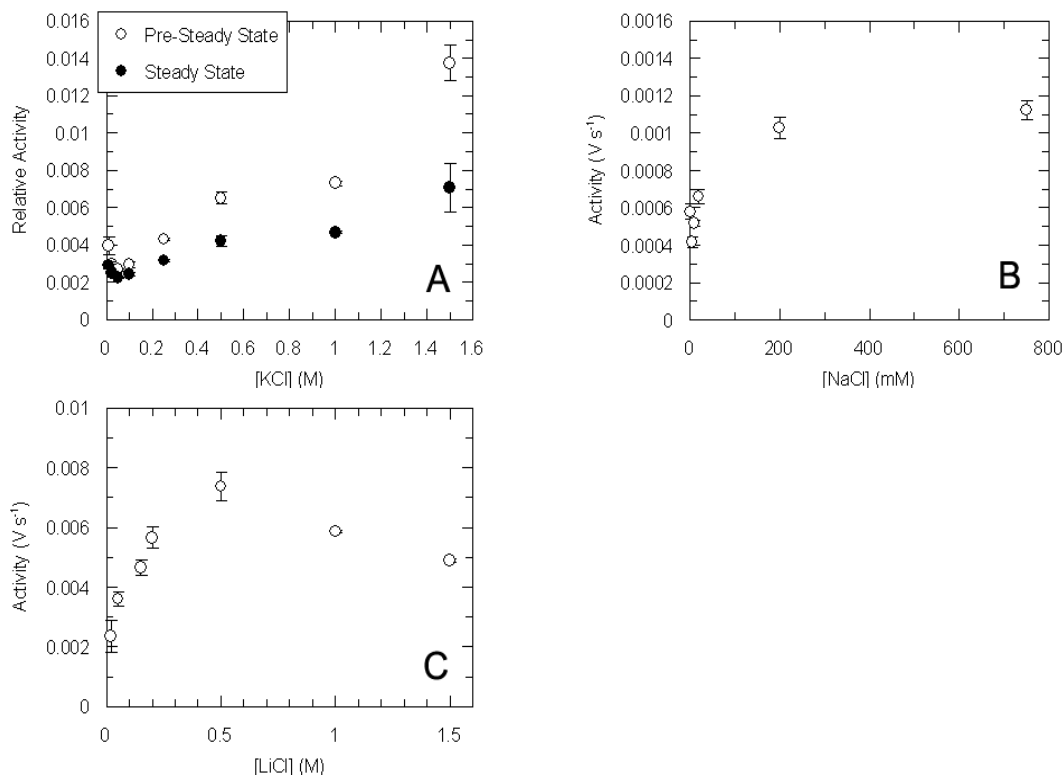 0.016
0.014
0.012
0.01
0.008
0.006
0.004
0.002
0
Relative Activity
Pre-Steady State
Steady State
A
0 0.2 0.4 0.6 0.8 1 1.2 1.4 1.6
[KCl] (M)
0.0016
0.0014
0.0012
0.001
0.0008
0.0006
0.0004
0.0002
0
Activity (V s⁻¹)
B
0 200 400 600 800
[NaCl] (mM)
0.01
0.008
0.006
0.004
0.002
0
Activity (V s⁻¹)
C
0 0.5 1 1.5
[LiCl] (M)